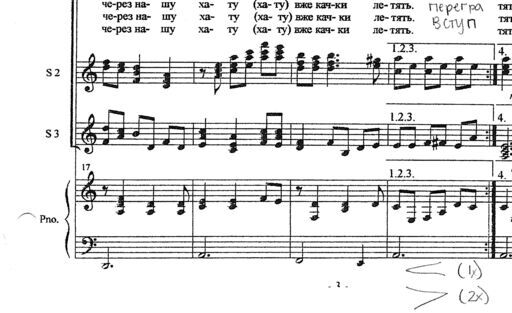 че-рез на- шу ха- ту (ха- ту) вже кач-ки ле- тять. тя
че-рез на- шу ха- ту (ха- ту) вже кач- ки ле - тять. перегра
че-рез на- шу ха- ту (ха- ту) вже кач - ки ле -тять. вступ тят
S 2
1.2.3.
4.
S 3
1.2.3.
4.
17
1.2.3.
4.
Pno.
(1x)
- 2 -
(2x)